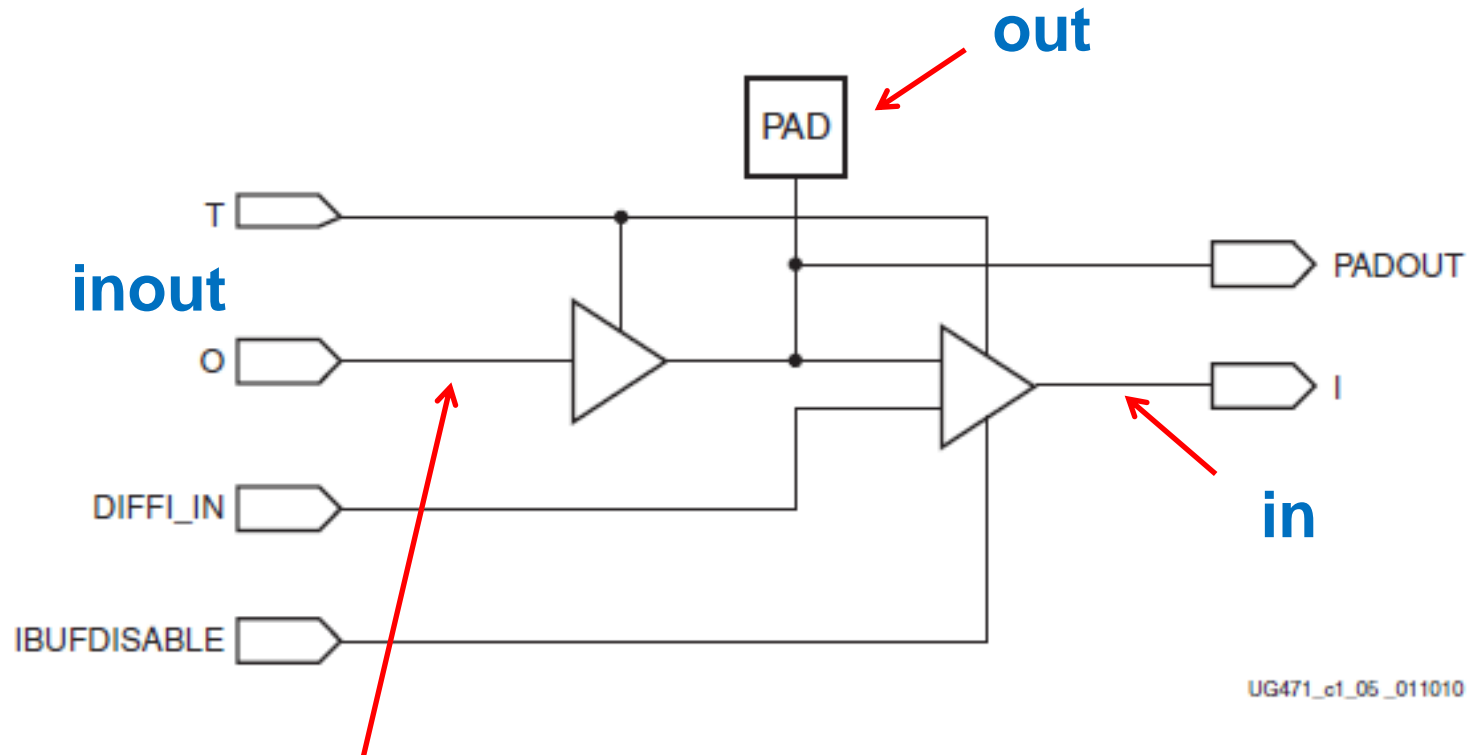 out
PAD
T
PADOUT
inout
O
I
DIFFI_IN
in
IBUFDISABLE
UG471_c1_05 _011010